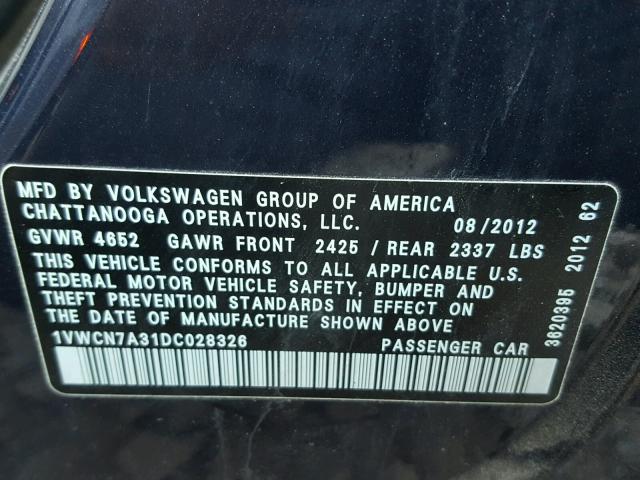 MFD BY VOLKSWAGEN GROUP OF AMERICA
CHATTANOOGA OPERATIONS, LLC. 08/2012
GVWR 4652 GAWR FRONT 2425 / REAR 2337 LBS
THIS VEHICLE CONFORMS TO ALL APPLICABLE U.S.
FEDERAL MOTOR VEHICLE SAFETY, BUMPER AND
THEFT PREVENTION STANDARDS IN EFFECT ON
THE DATE OF MANUFACTURE SHOWN ABOVE.
1VWCN7A31DC028326 PASSENGER CAR
3620395 2012 62